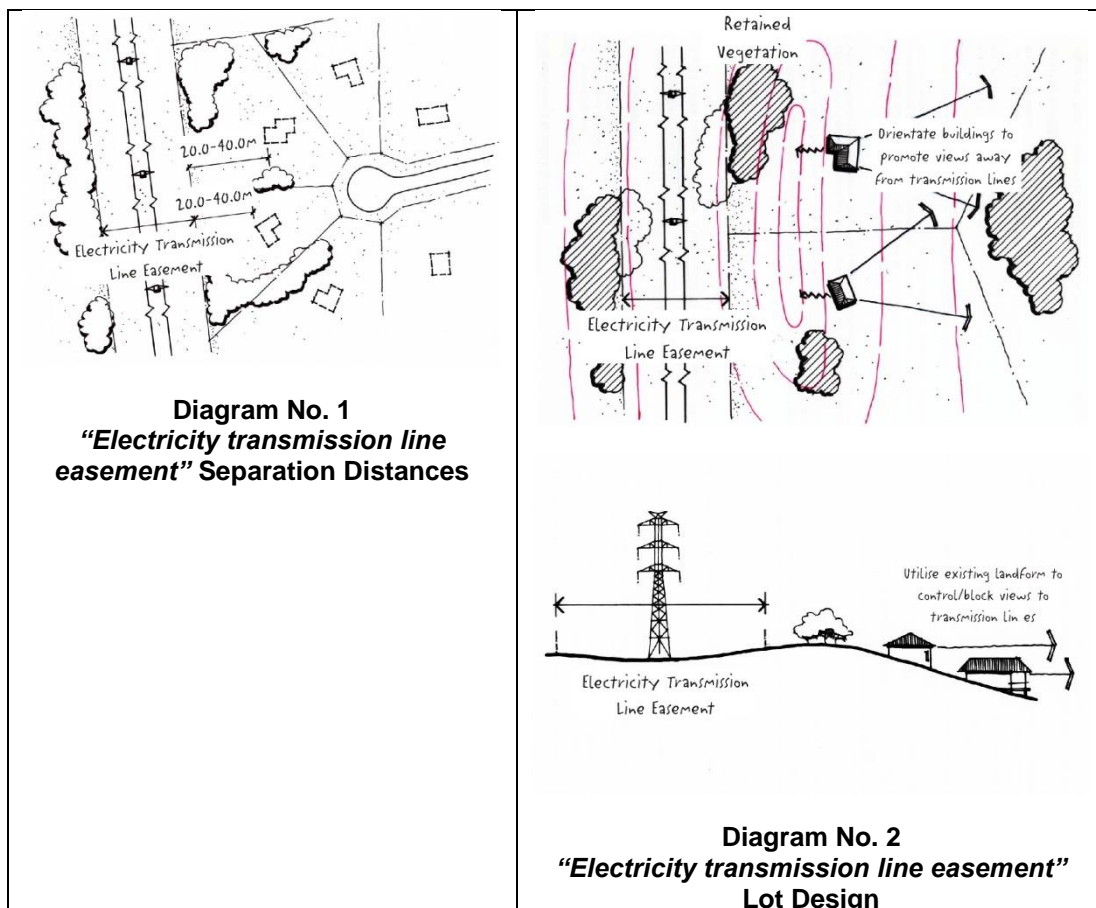 20.0-40.0m
20.0-40.0m
Electricity Transmission
Line Easement
Diagram No. 1
“Electricity transmission line
easement” Separation Distances
Retained
Vegetation
Orientate buildings to
promote views away
from transmission lines
Electricity Transmission
Line Easement
Utilise existing landform to
control/block views to
transmission lin es
Electricity Transmission
Line Easement
Diagram No. 2
“Electricity transmission line easement”
Lot Design